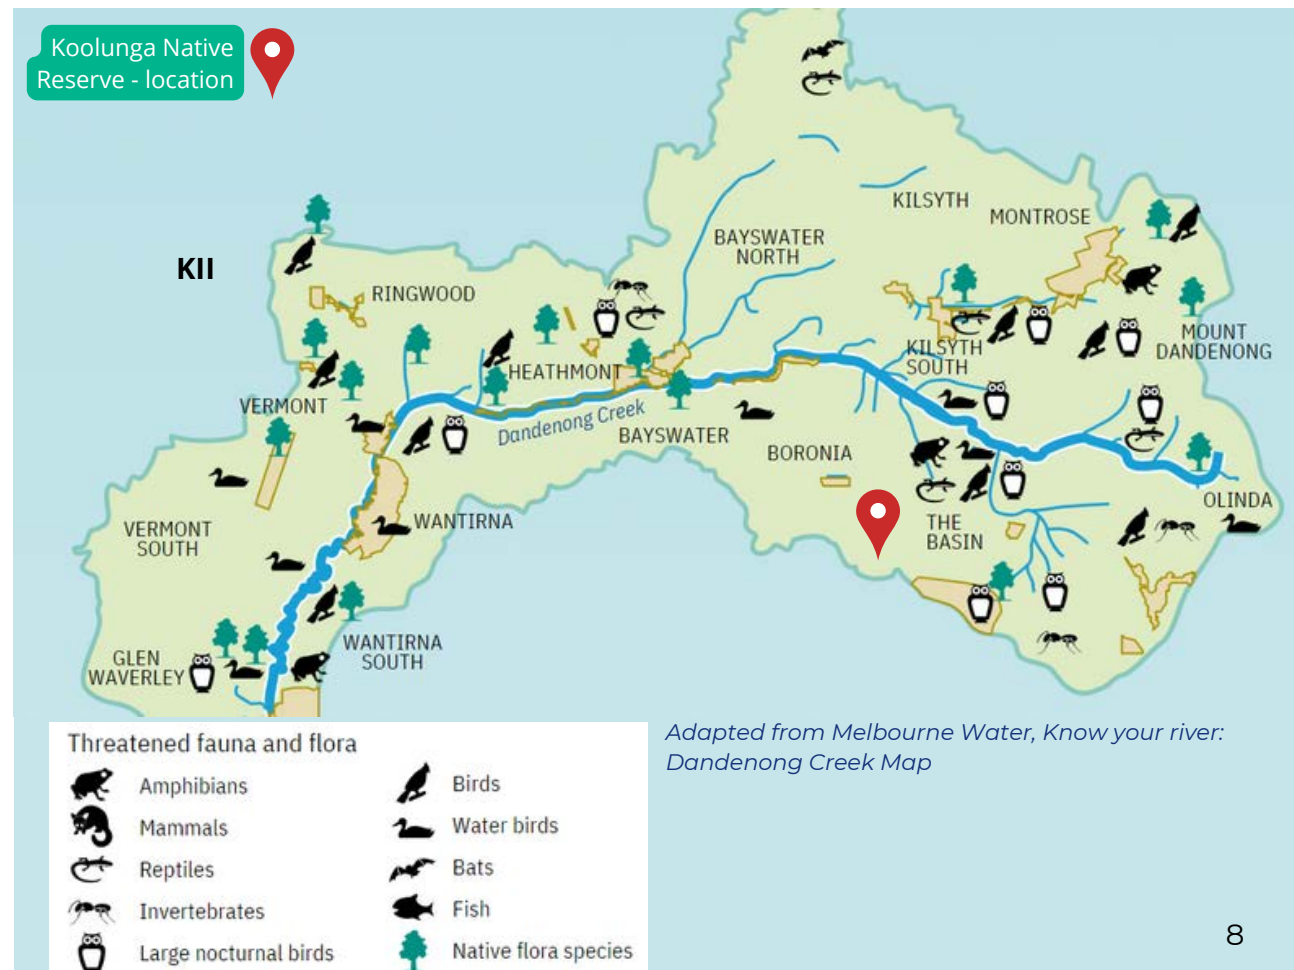 Koolunga Native
Reserve - location
KII
KILSYTH
MONTROSE
BAYSWATER
NORTH
RINGWOOD
MOUNT
DANDENONG
KILSYTH
SOUTH
HEATHMONT
VERMONT
Dandenong Creek
BAYSWATER
BORONIA
OLINDA
WANTIRNA
VERMONT
SOUTH
THE
BASIN
WANTIRNA
SOUTH
GLEN
WAVERLEY
Threatened fauna and flora
Amphibians
Mammals
Reptiles
Invertebrates
Large nocturnal birds
Birds
Water birds
Bats
Fish
Native flora species
Adapted from Melbourne Water, Know your river:
Dandenong Creek Map
8